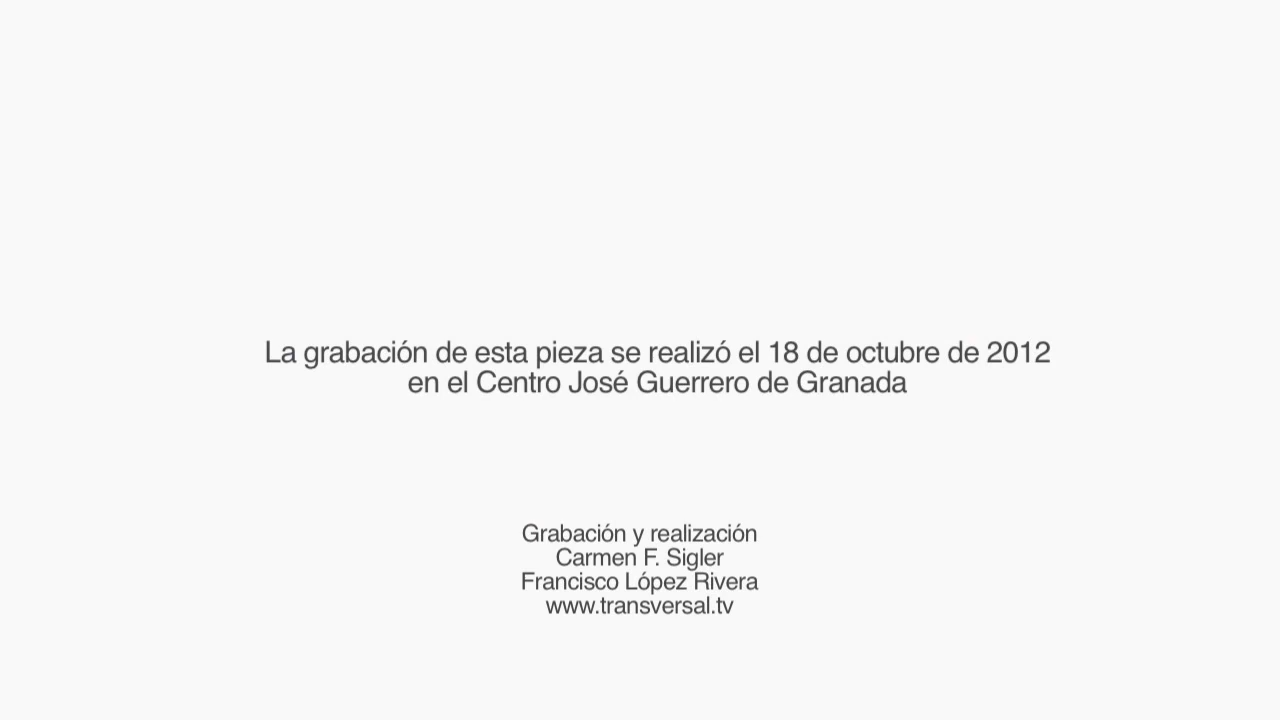 La grabación de esta pieza se realizó el 18 de octubre de 2012
en el Centro José Guerrero de Granada
Grabación y realización
Carmen F. Sigler
Francisco López Rivera
www.transversal.tv